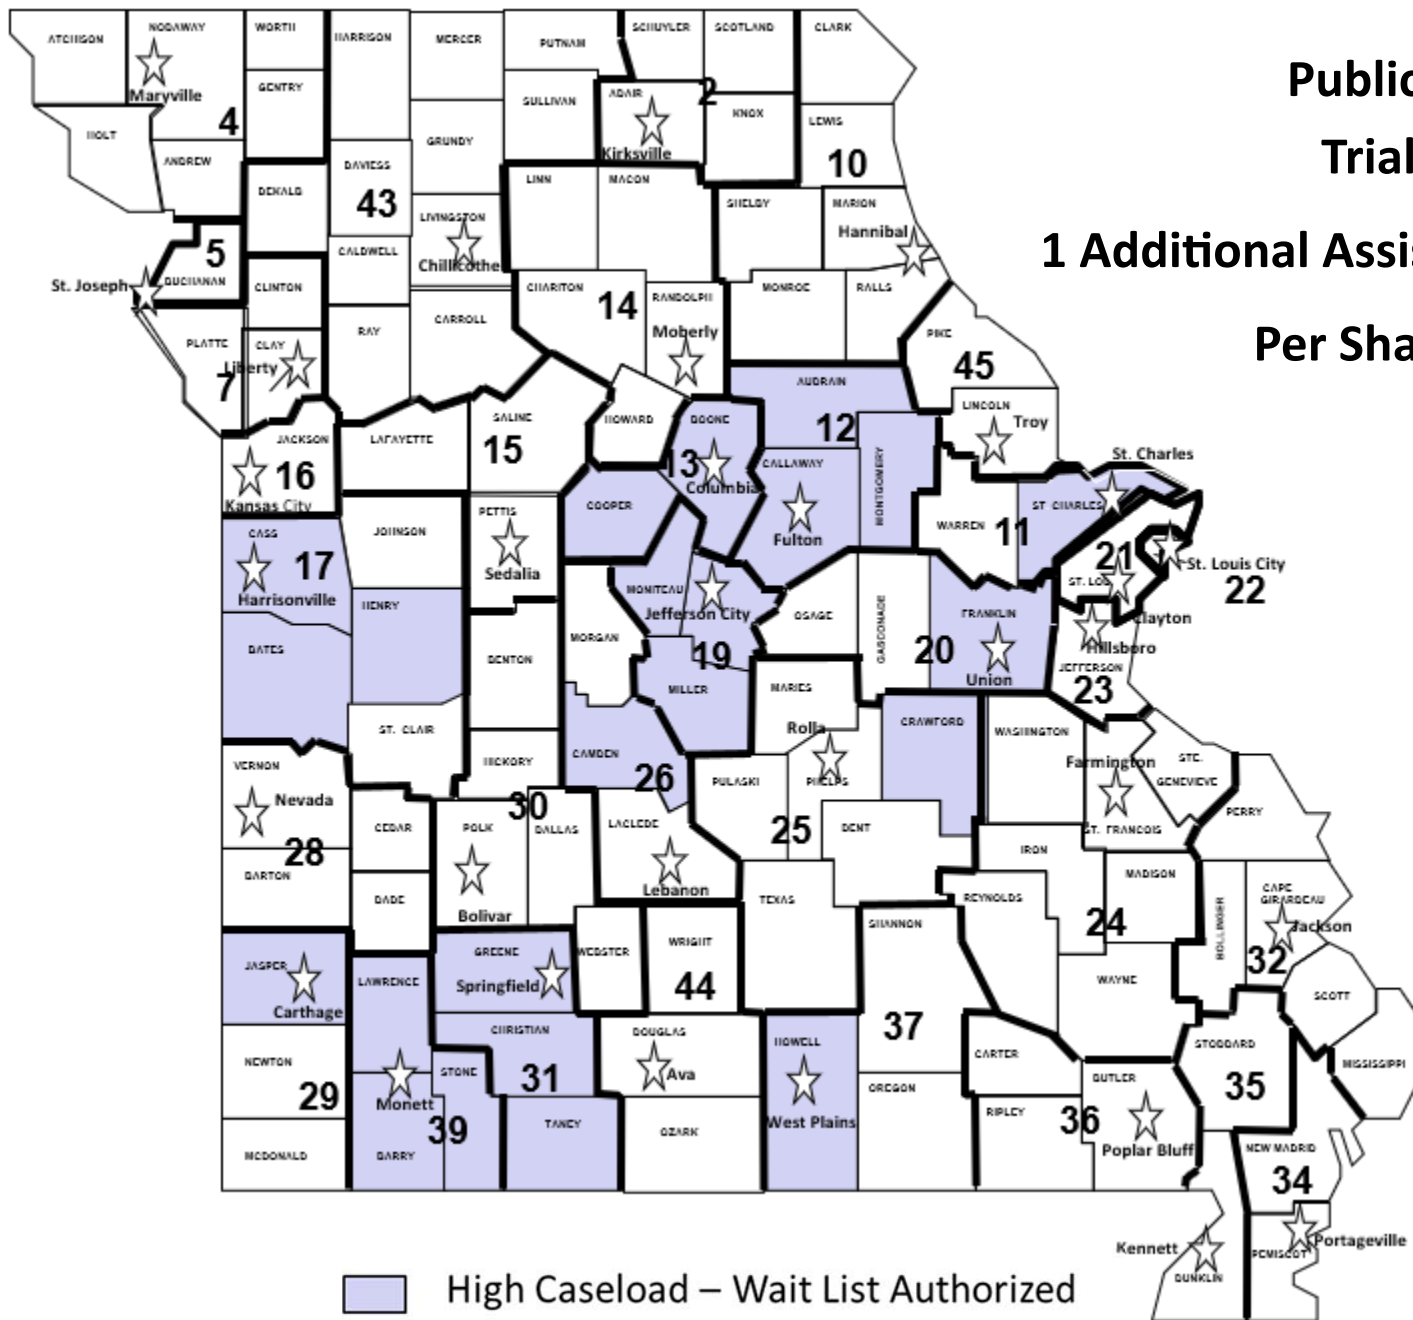 Public
Trial
1 Additional Assis
Per Sha
ATCHISON
NODAWAY
WORTH
HARRISON
MERCER
PUTNAM
SCHUYLER
SCOTLAND
CLARK
Maryville
GENTRY
SULLIVAN
ADAIR
2
KNOX
4
HOLT
ANDREW
GRUNDY
Kirksville
LEWIS
10
DEKALB
DAVIESS
43
LINN
MACON
SHELBY
MARION
LIVINGSTON
Hannibal
5
CALDWELL
Chillicothe
St. Joseph
BUCHANAN
CLINTON
CHARITON
14
RANDOLPH
MONROE
RALLS
PLATTE
CLAY
RAY
CARROLL
Moberly
PIKE
Liberty
7
45
AUDRAIN
LINCOLN
Troy
JACKSON
16
Kansas City
LAFAYETTE
SALINE
15
HOWARD
BOONE
13
Columbia
12
CALLAWAY
MONTGOMERY
St. Charles
ST CHARLES
CASS
17
Harrisonville
JOHNSON
PETTIS
Sedalia
COOPER
Fulton
WARREN
11
21
ST. LOU
St. Louis City
22
Clayton
HENRY
MONITEAU
Jefferson City
OSAGE
GASCONADE
FRANKLIN
20
Union
Hillsboro
JEFFERSON
23
BATES
BENTON
MORGAN
19
MILLER
MARIES
ST. CLAIR
HICKORY
CAMDEN
26
Rolla
CRAWFORD
WASHINGTON
Farmington
STE.
GENEVIEVE
VERNON
Nevada
28
CEDAR
30
POLK
DALLAS
LACLEDE
PULASKI
PHELPS
25
DENT
ST. FRANCOIS
PERRY
BARTON
DADE
Bolivar
Lebanon
TEXAS
IRON
MADISON
REYNOLDS
24
BOLLINGER
CAPE
GIRARDEAU
Jackson
32
JASPER
Carthage
LAWRENCE
GREENE
Springfield
WEBSTER
WRIGHT
44
SHANNON
37
WAYNE
SCOTT
NEWTON
29
STONE
Monett
CHRISTIAN
31
DOUGLAS
Ava
HOWELL
West Plains
CARTER
STODDARD
35
MISSISSIPPI
MCDONALD
BARRY
39
TANEY
OZARK
OREGON
RIPLEY
36
BUTLER
Poplar Bluff
NEW MADRID
34
Kennett
DUNKLIN
PEMISCOT
Portageville
High Caseload – Wait List Authorized